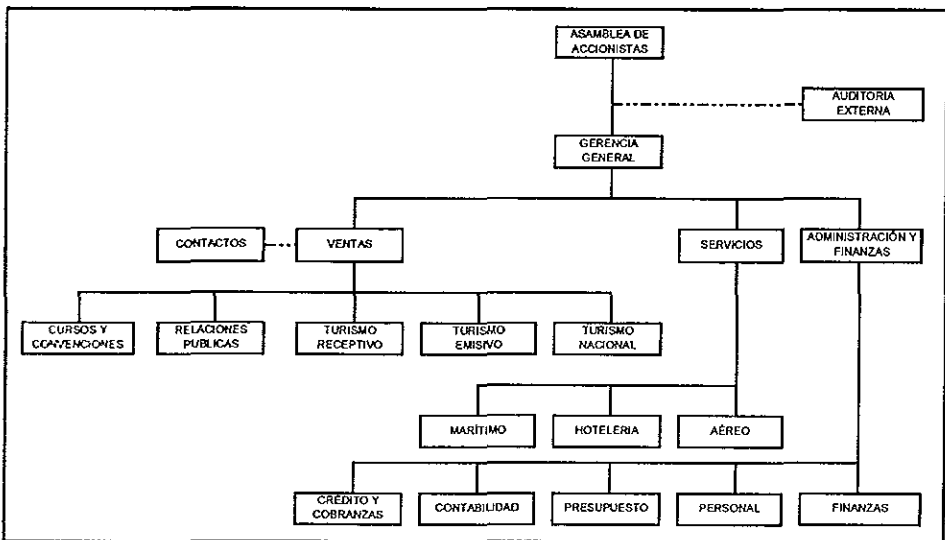 ASAMBLEA DE
ACCIONISTAS
AUDITORIA
EXTERNA
GERENCIA
GENERAL
CONTACTOS
VENTAS
SERVICIOS
ADMINISTRACIÓN Y
FINANZAS
CURSOS Y
CONVENCIONES
RELACIONES
PUBLICAS
TURISMO
RECEPTIVO
TURISMO
EMISIVO
TURISMO
NACIONAL
MARÍTIMO
HOTELERIA
AÉREO
CRÉDITO Y
COBRANZAS
CONTABILIDAD
PRESUPUESTO
PERSONAL
FINANZAS